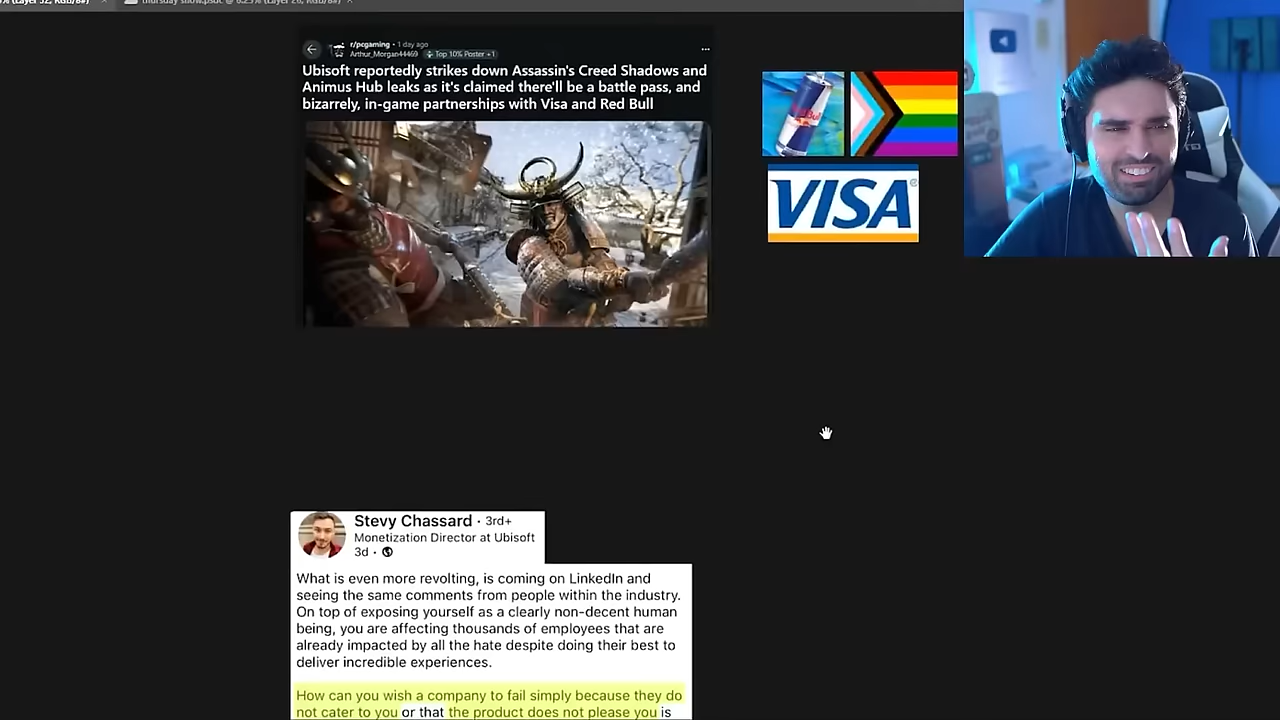 r/pcgaming • 1 day ago
Arthur_Morgan44469 Top 10% Poster +1
Ubisoft reportedly strikes down Assassin's Creed Shadows and
Animus Hub leaks as it's claimed there'll be a battle pass, and
bizarrely, in-game partnerships with Visa and Red Bull
VISA
Stevy Chassard · 3rd+
Monetization Director at Ubisoft
3d •
What is even more revolting, is coming on LinkedIn and
seeing the same comments from people within the industry.
On top of exposing yourself as a clearly non-decent human
being, you are affecting thousands of employees that are
already impacted by all the hate despite doing their best to
deliver incredible experiences.
How can you wish a company to fail simply because they do
not cater to you or that the product does not please you is